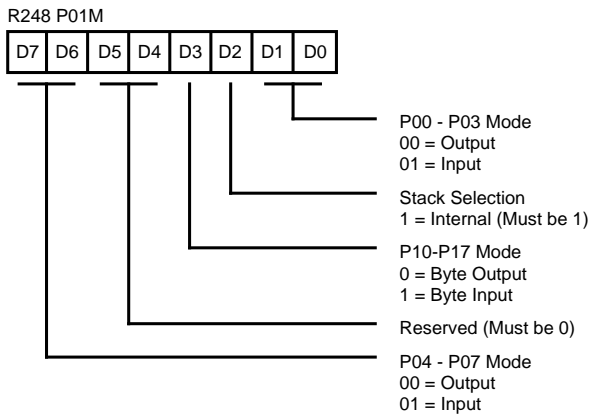 R248 P01M
D7 D6 D5 D4 D3 D2 D1 D0
P00 - P03 Mode
00 = Output
01 = Input
Stack Selection
1 = Internal (Must be 1)
P10-P17 Mode
0 = Byte Output
1 = Byte Input
Reserved (Must be 0)
P04 - P07 Mode
00 = Output
01 = Input